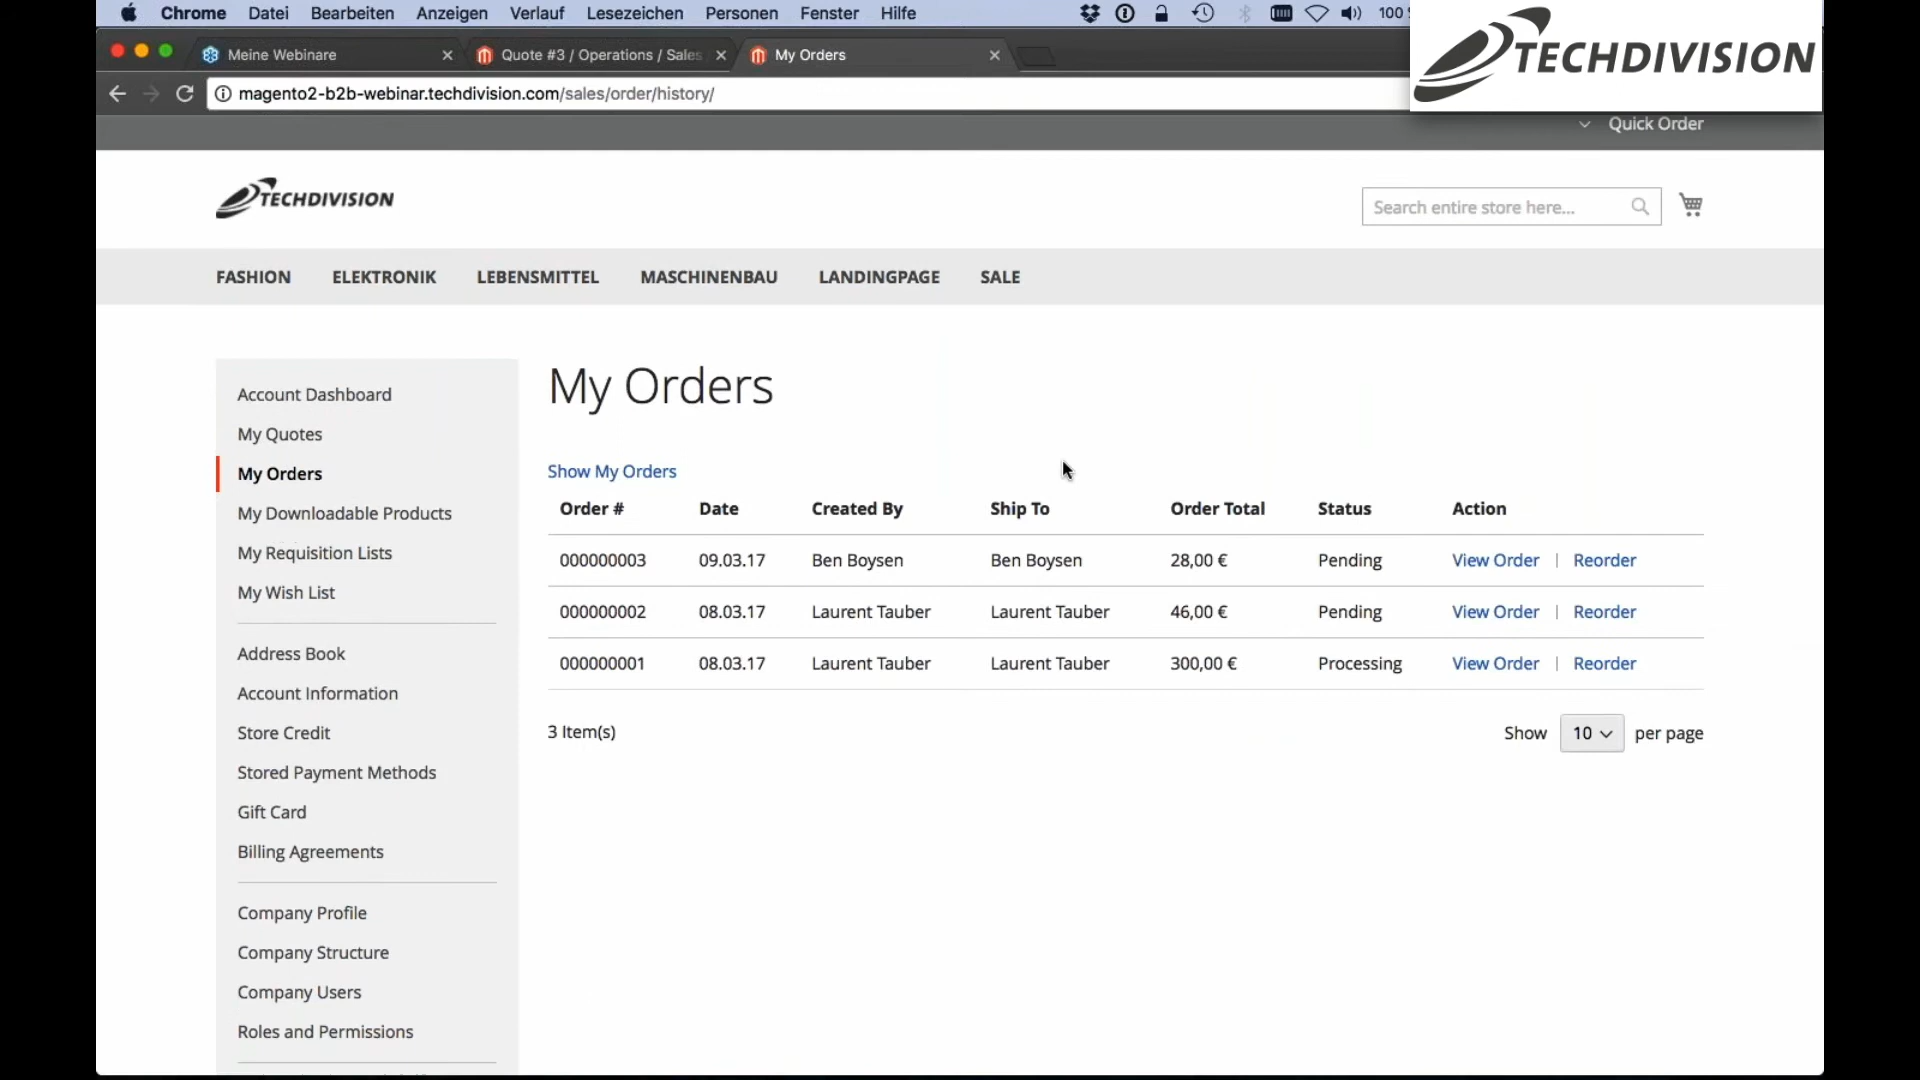 Chrome Datei Bearbeiten Anzeigen Verlauf Lesezeichen Personen Fenster Hilfe 100
TECHDIVISION
Meine Webinare Quote #3 / Operations / Sales My Orders
magento2-b2b-webinar.techdivision.com/sales/order/history/
Quick Order
TECHDIVISION
Search entire store here...
FASHION ELEKTRONIK LEBENSMITTEL MASCHINENBAU LANDINGPAGE SALE
Account Dashboard
My Quotes
My Orders
My Downloadable Products
My Requisition Lists
My Wish List
Address Book
Account Information
Store Credit
Stored Payment Methods
Gift Card
Billing Agreements
Company Profile
Company Structure
Company Users
Roles and Permissions
My Orders
Show My Orders
Order # Date Created By Ship To Order Total Status Action
000000003 09.03.17 Ben Boysen Ben Boysen 28,00 € Pending View Order | Reorder
000000002 08.03.17 Laurent Tauber Laurent Tauber 46,00 € Pending View Order | Reorder
000000001 08.03.17 Laurent Tauber Laurent Tauber 300,00 € Processing View Order | Reorder
3 Item(s)
Show 10 per page